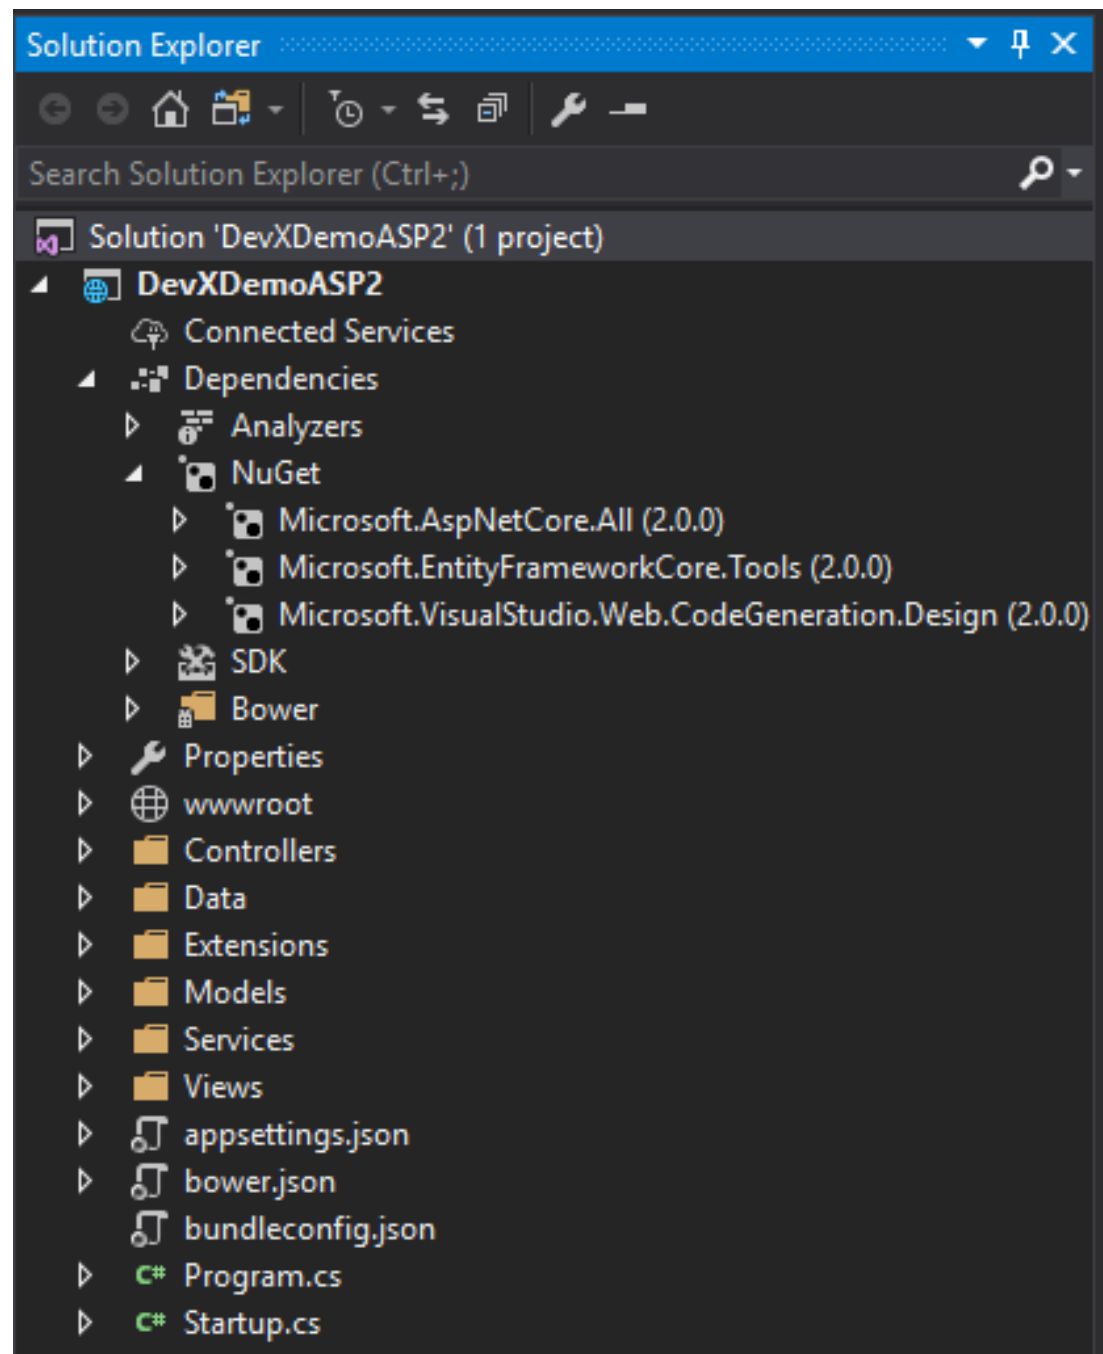 Solution Explorer
Search Solution Explorer (Ctrl+;)
Solution 'DevXDemoASP2' (1 project)
DevXDemoASP2
Connected Services
Dependencies
Analyzers
NuGet
Microsoft.AspNetCore.All (2.0.0)
Microsoft.EntityFrameworkCore.Tools (2.0.0)
Microsoft.VisualStudio.Web.CodeGeneration.Design (2.0.0)
SDK
Bower
Properties
wwwroot
Controllers
Data
Extensions
Models
Services
Views
appsettings.json
bower.json
bundleconfig.json
C# Program.cs
C# Startup.cs